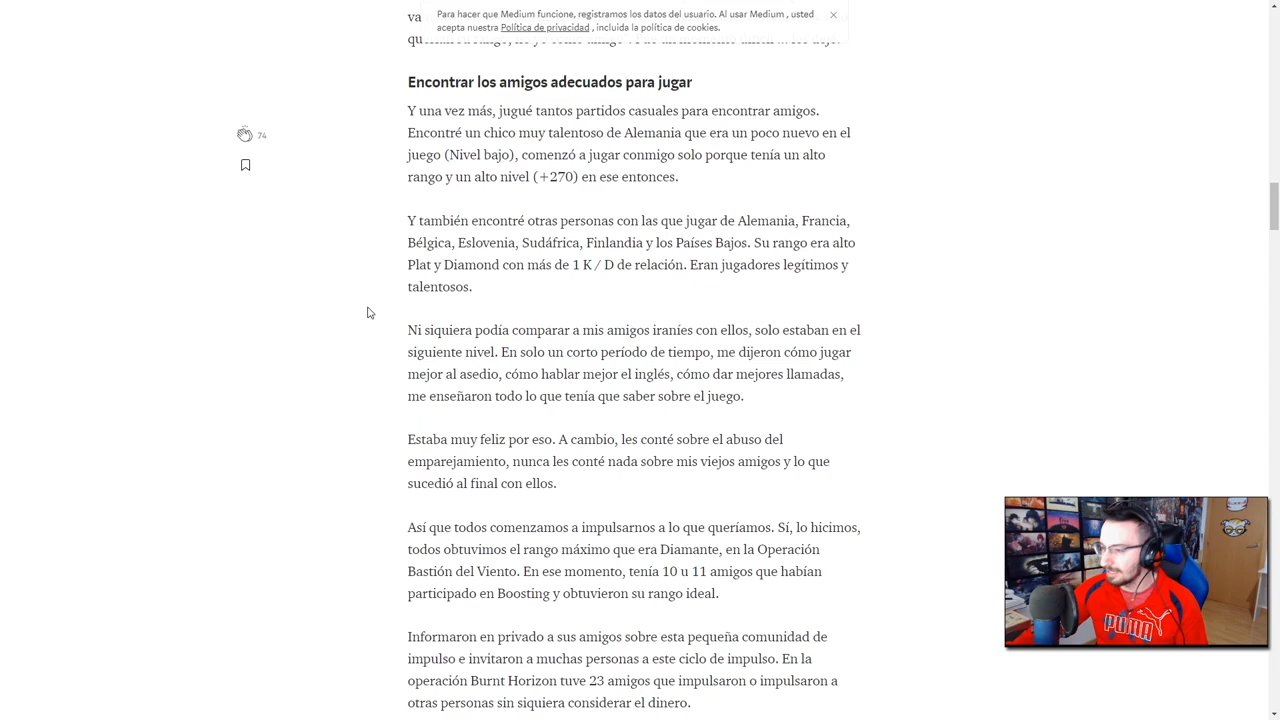 Para hacer que Medium funcione, registramos los datos del usuario. Al usar Medium , usted
acepta nuestra Política de privacidad , incluida la política de cookies.
Encontrar los amigos adecuados para jugar
Y una vez más, jugué tantos partidos casuales para encontrar amigos.
Encontré un chico muy talentoso de Alemania que era un poco nuevo en el
juego (Nivel bajo), comenzó a jugar conmigo solo porque tenía un alto
rango y un alto nivel (+270) en ese entonces.
74
Y también encontré otras personas con las que jugar de Alemania, Francia,
Bélgica, Eslovenia, Sudáfrica, Finlandia y los Países Bajos. Su rango era alto
Plat y Diamond con más de 1 K / D de relación. Eran jugadores legítimos y
talentosos.
Ni siquiera podía comparar a mis amigos iraníes con ellos, solo estaban en el
siguiente nivel. En solo un corto período de tiempo, me dijeron cómo jugar
mejor al asedio, cómo hablar mejor el inglés, cómo dar mejores llamadas,
me enseñaron todo lo que tenía que saber sobre el juego.
Estaba muy feliz por eso. A cambio, les conté sobre el abuso del
emparejamiento, nunca les conté nada sobre mis viejos amigos y lo que
sucedió al final con ellos.
Así que todos comenzamos a impulsarnos a lo que queríamos. Sí, lo hicimos,
todos obtuvimos el rango máximo que era Diamante, en la Operación
Bastión del Viento. En ese momento, tenía 10 u 11 amigos que habían
participado en Boosting y obtuvieron su rango ideal.
Informaron en privado a sus amigos sobre esta pequeña comunidad de
impulso e invitaron a muchas personas a este ciclo de impulso. En la
operación Burnt Horizon tuve 23 amigos que impulsaron o impulsaron a
otras personas sin siquiera considerar el dinero.
PUMA